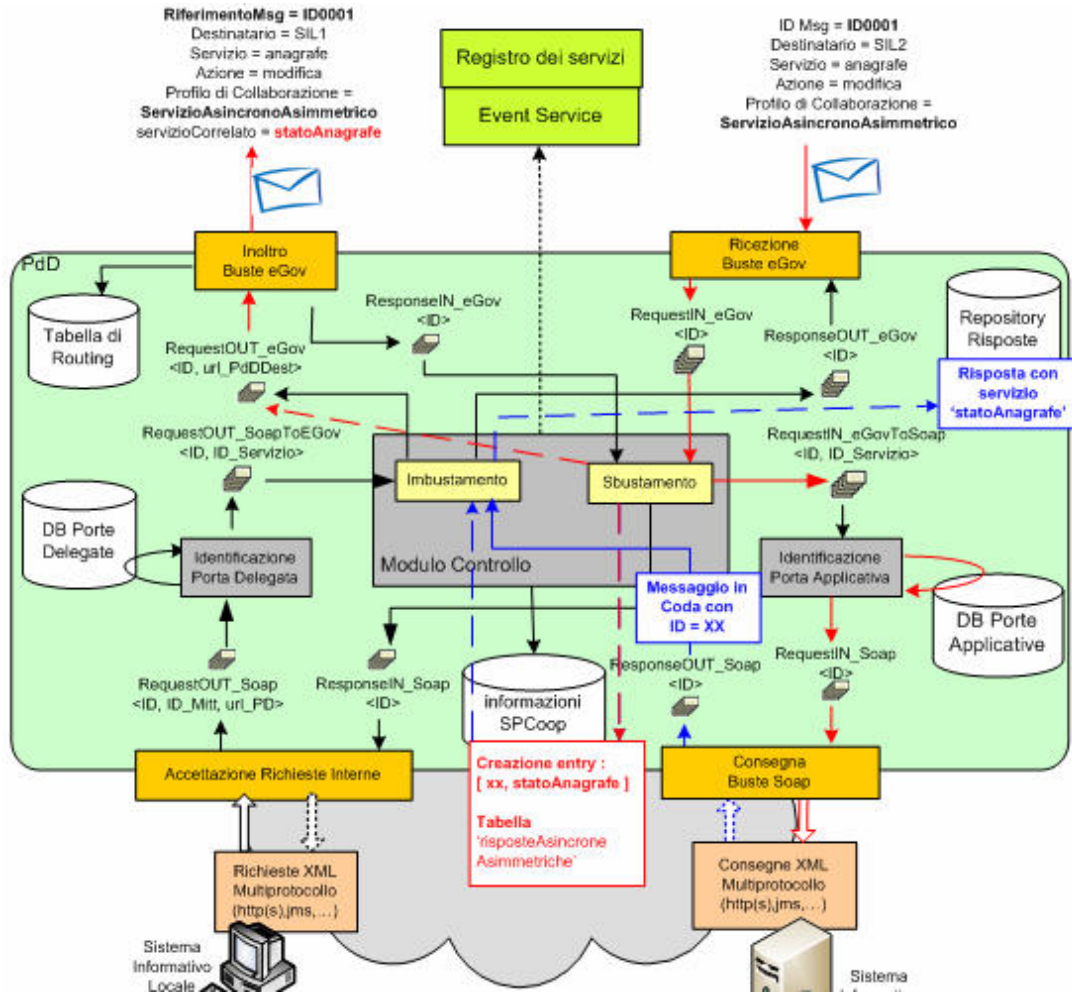 RiferimentoMsg = ID0001
Destinatario = SIL1
Servizio = anagrafe
Azione = modifica
Profilo di Collaborazione =
ServizioAsincronoAsimmetrico
servizioCorrelato = statoAnagrafe
Registro dei servizi
Event Service
ID Msg = ID0001
Destinatario = SIL2
Servizio = anagrafe
Azione = modifica
Profilo di Collaborazione =
ServizioAsincronoAsimmetrico
PdD
Inoltro
Buste eGov
Ricezione
Buste eGov
Tabella di
Routing
ResponseIN_eGov
<ID>
RequestOUT_eGov
<ID, url_PdDDest>
RequestIN_eGov
<ID>
ResponseOUT_eGov
<ID>
Repository
Risposte
Risposta con
servizio
'statoAnagrafe'
RequestOUT_SoapToEGov
<ID, ID_Servizio>
RequestIN_eGovToSoap
<ID, ID_Servizio>
Imbustamento
Sbustamento
Modulo Controllo
DB Porte
Delegate
Identificazione
Porta Delegata
Identificazione
Porta Applicativa
Messaggio in
Coda con
ID = XX
DB Porte
Applicative
RequestOUT_Soap
<ID, ID_Mitt, url_PD>
ResponseIN_Soap
<ID>
informazioni
SPCoop
ResponseOUT_Soap
<ID>
RequestIN_Soap
<ID>
Accettazione Richieste Interne
Creazione entry :
[ xx, statoAnagrafe ]
Tabella
'risposteAsincrone
Asimmetriche'
Consegna
Buste Soap
Richieste XML
Multiprotocollo
(http(s),jms,...)
Consegne XML
Multiprotocollo
(http(s),jms,...)
Sistema
Informativo
Locale
Sistema